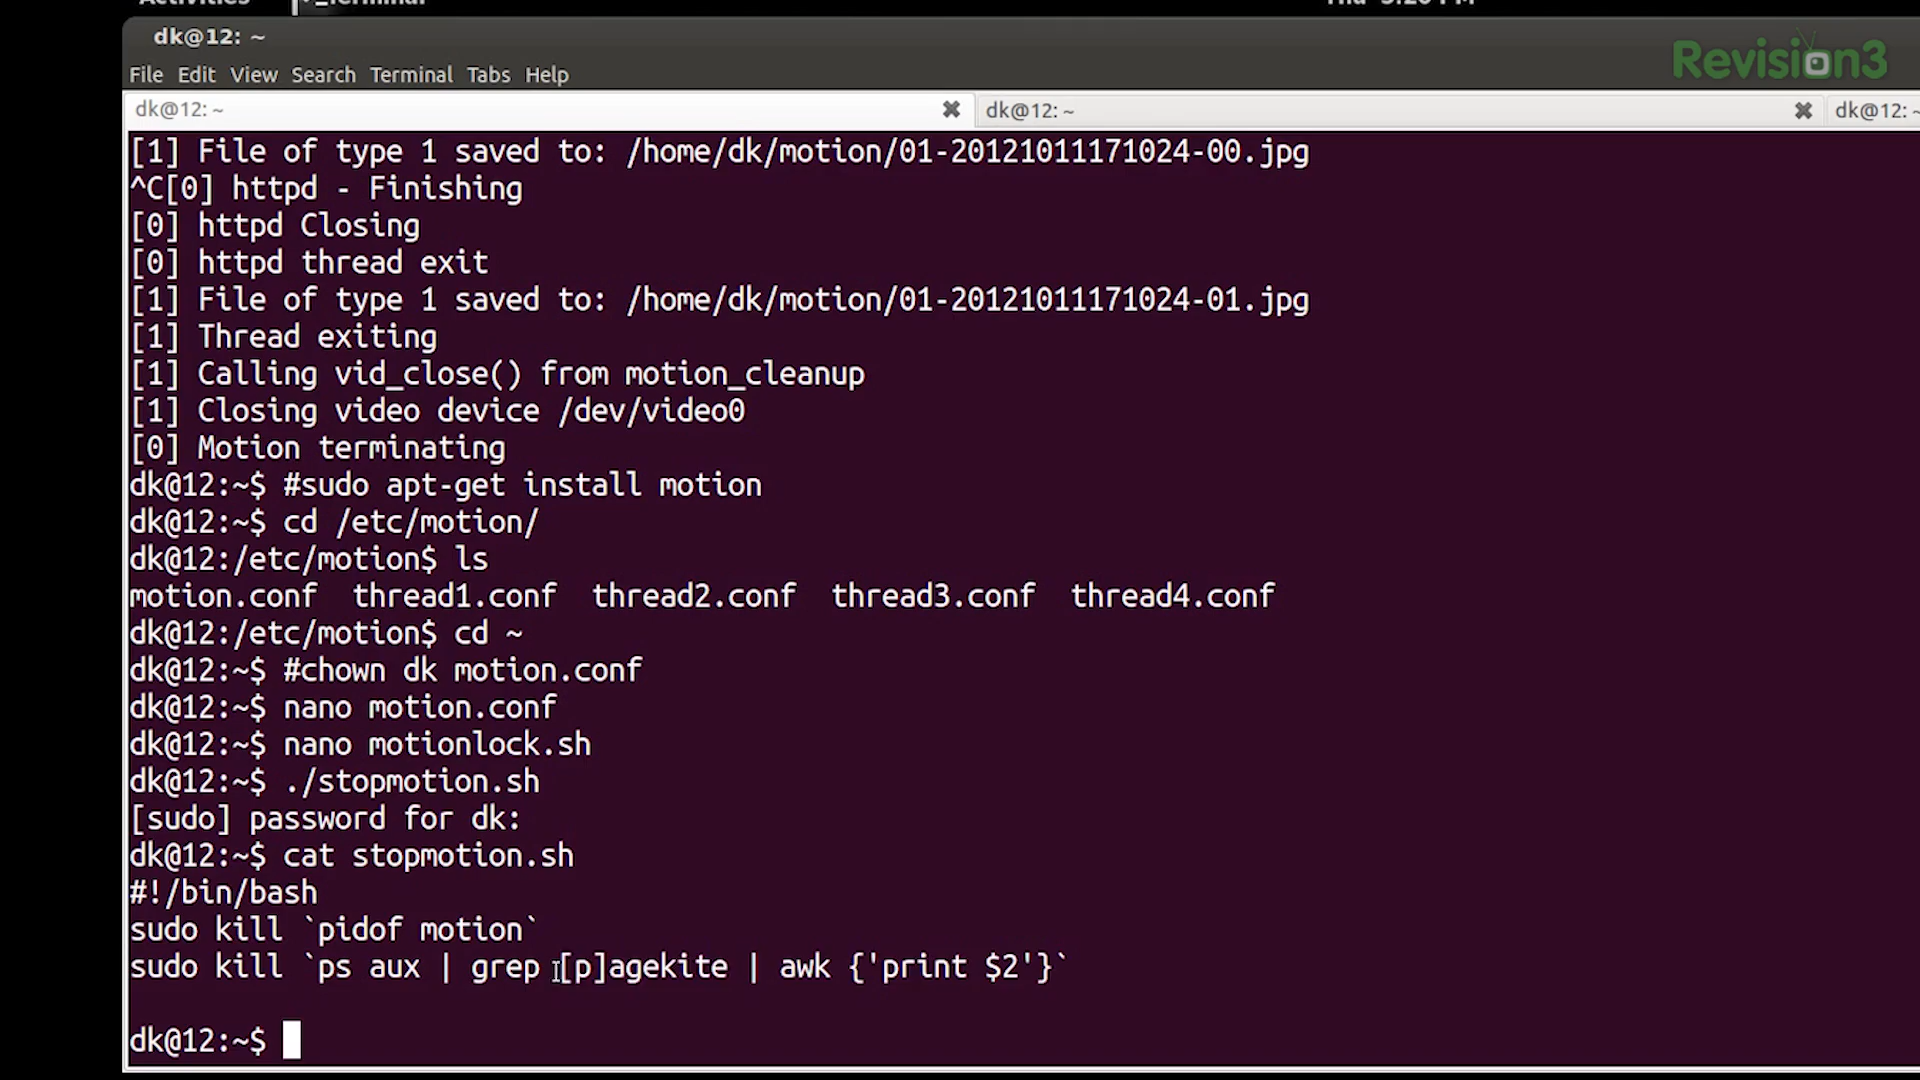 Activities
Terminal
dk@12: ~
Revision3
File Edit View Search Terminal Tabs Help
dk@12: ~ dk@12: ~ dk@12: ~
[1] File of type 1 saved to: /home/dk/motion/01-20121011171024-00.jpg
^C[0] httpd - Finishing
[0] httpd Closing
[0] httpd thread exit
[1] File of type 1 saved to: /home/dk/motion/01-20121011171024-01.jpg
[1] Thread exiting
[1] Calling vid_close() from motion_cleanup
[1] Closing video device /dev/video0
[0] Motion terminating
dk@12:~$ #sudo apt-get install motion
dk@12:~$ cd /etc/motion/
dk@12:/etc/motion$ ls
motion.conf  thread1.conf  thread2.conf  thread3.conf  thread4.conf
dk@12:/etc/motion$ cd ~
dk@12:~$ #chown dk motion.conf
dk@12:~$ nano motion.conf
dk@12:~$ nano motionlock.sh
dk@12:~$ ./stopmotion.sh
[sudo] password for dk:
dk@12:~$ cat stopmotion.sh
#!/bin/bash
sudo kill `pidof motion`
sudo kill `ps aux | grep [p]agekite | awk {'print $2'}`
dk@12:~$